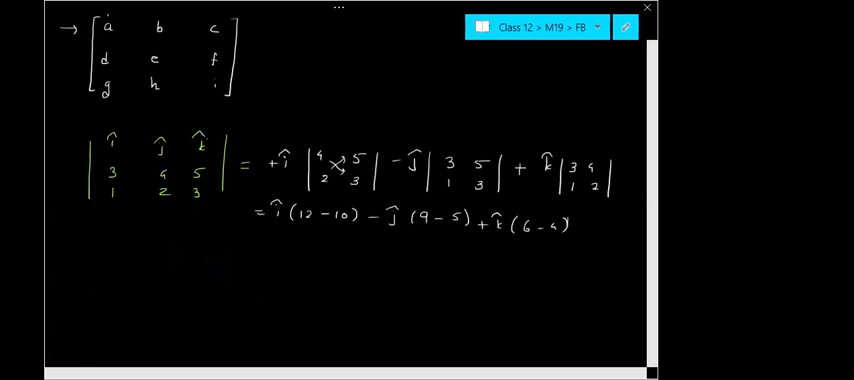 Class 12 > M19 > FB
→ [ a b c
d e f
g h i ]
| î ĵ k̂ | = +î | 4 5 | - ĵ | 3 5 | + k̂ | 3 4 |
| 3 4 5 | | 2 3 | | 1 3 | | 1 2 |
| 1 2 3 |
= î (12 - 10) - ĵ (9 - 5) + k̂ (6 - 4)